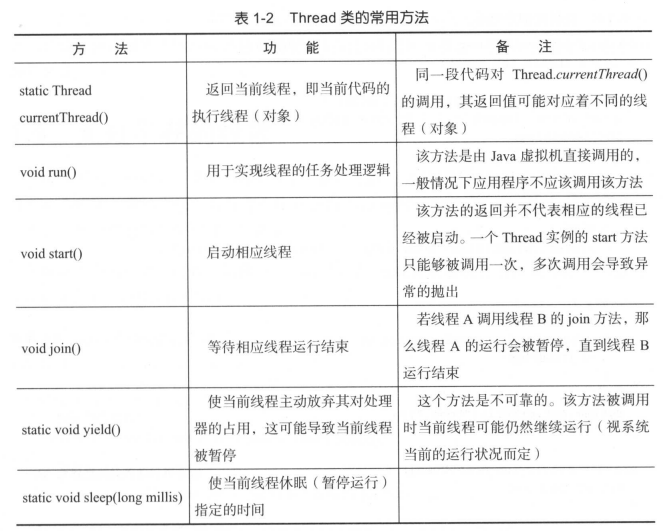 表 1-2 Thread 类的常用方法
方 法
功 能
备 注
static Thread
currentThread()
返回当前线程，即当前代码的
执行线程（对象）
同一段代码对 Thread.currentThread()
的调用，其返回值可能对应着不同的线
程（对象）
void run()
用于实现线程的任务处理逻辑
该方法是由 Java 虚拟机直接调用的，
一般情况下应用程序不应该调用该方法
void start()
启动相应线程
该方法的返回并不代表相应的线程已
经被启动。一个 Thread 实例的 start 方法
只能够被调用一次，多次调用会导致异
常的抛出
void join()
等待相应线程运行结束
若线程 A 调用线程 B 的 join 方法，那
么线程 A 的运行会被暂停，直到线程 B
运行结束
static void yield()
使当前线程主动放弃其对处理
器的占用，这可能导致当前线程
被暂停
这个方法是不可靠的。该方法被调用
时当前线程可能仍然继续运行（视系统
当前的运行状况而定）
static void sleep(long millis)
使当前线程休眠（暂停运行）
指定的时间